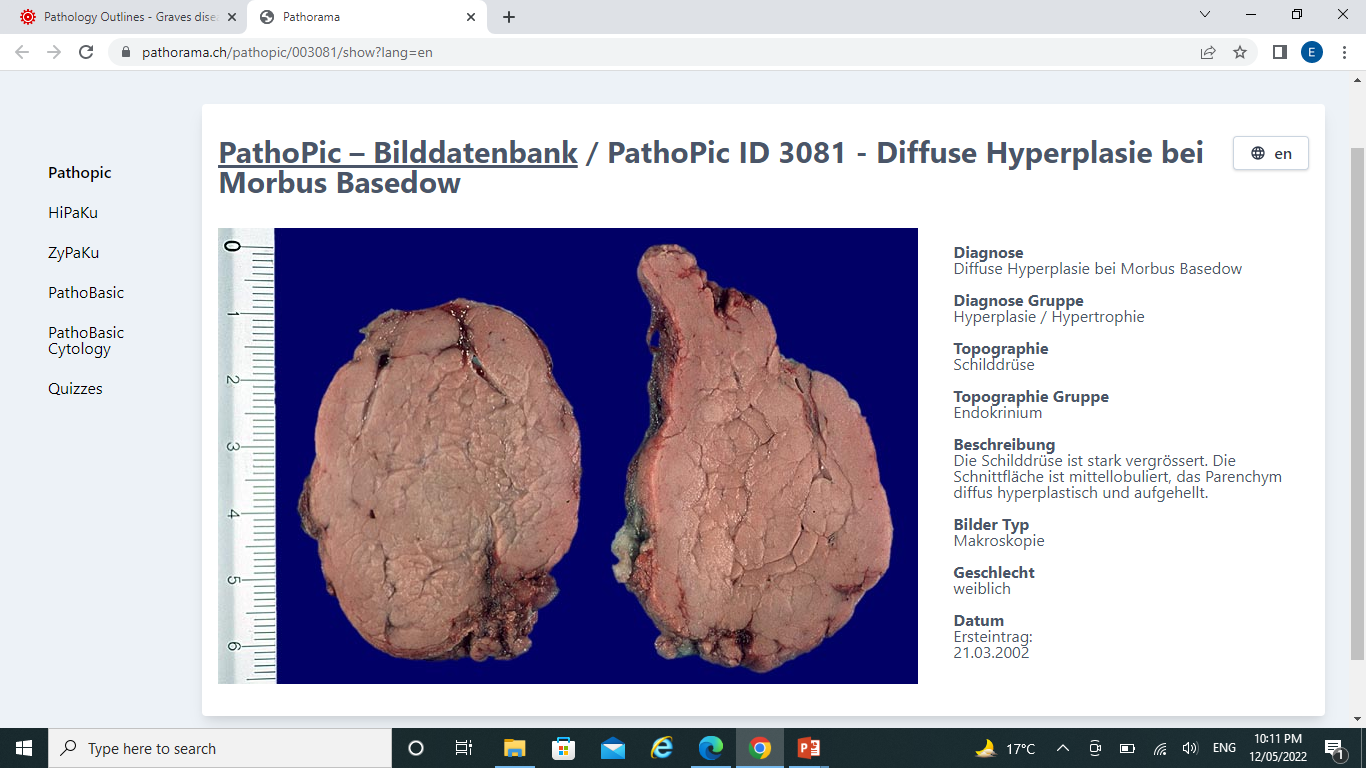 Pathology Outlines - Graves dise
Pathorama
pathorama.ch/pathopic/003081/show?lang=en
E
Pathopic
HiPaKu
ZyPaKu
PathoBasic
PathoBasic
Cytology
Quizzes
PathoPic – Bilddatenbank / PathoPic ID 3081 - Diffuse Hyperplasie bei
Morbus Basedow
en
0
1
2
3
4
5
6
Diagnose
Diffuse Hyperplasie bei Morbus Basedow
Diagnose Gruppe
Hyperplasie / Hypertrophie
Topographie
Schilddrüse
Topographie Gruppe
Endokrinium
Beschreibung
Die Schilddrüse ist stark vergrössert. Die
Schnittfläche ist mittellobuliert, das Parenchym
diffus hyperplastisch und aufgehellt.
Bilder Typ
Makroskopie
Geschlecht
weiblich
Datum
Ersteintrag:
21.03.2002
Type here to search
17°C
ENG
10:11 PM
12/05/2022
1